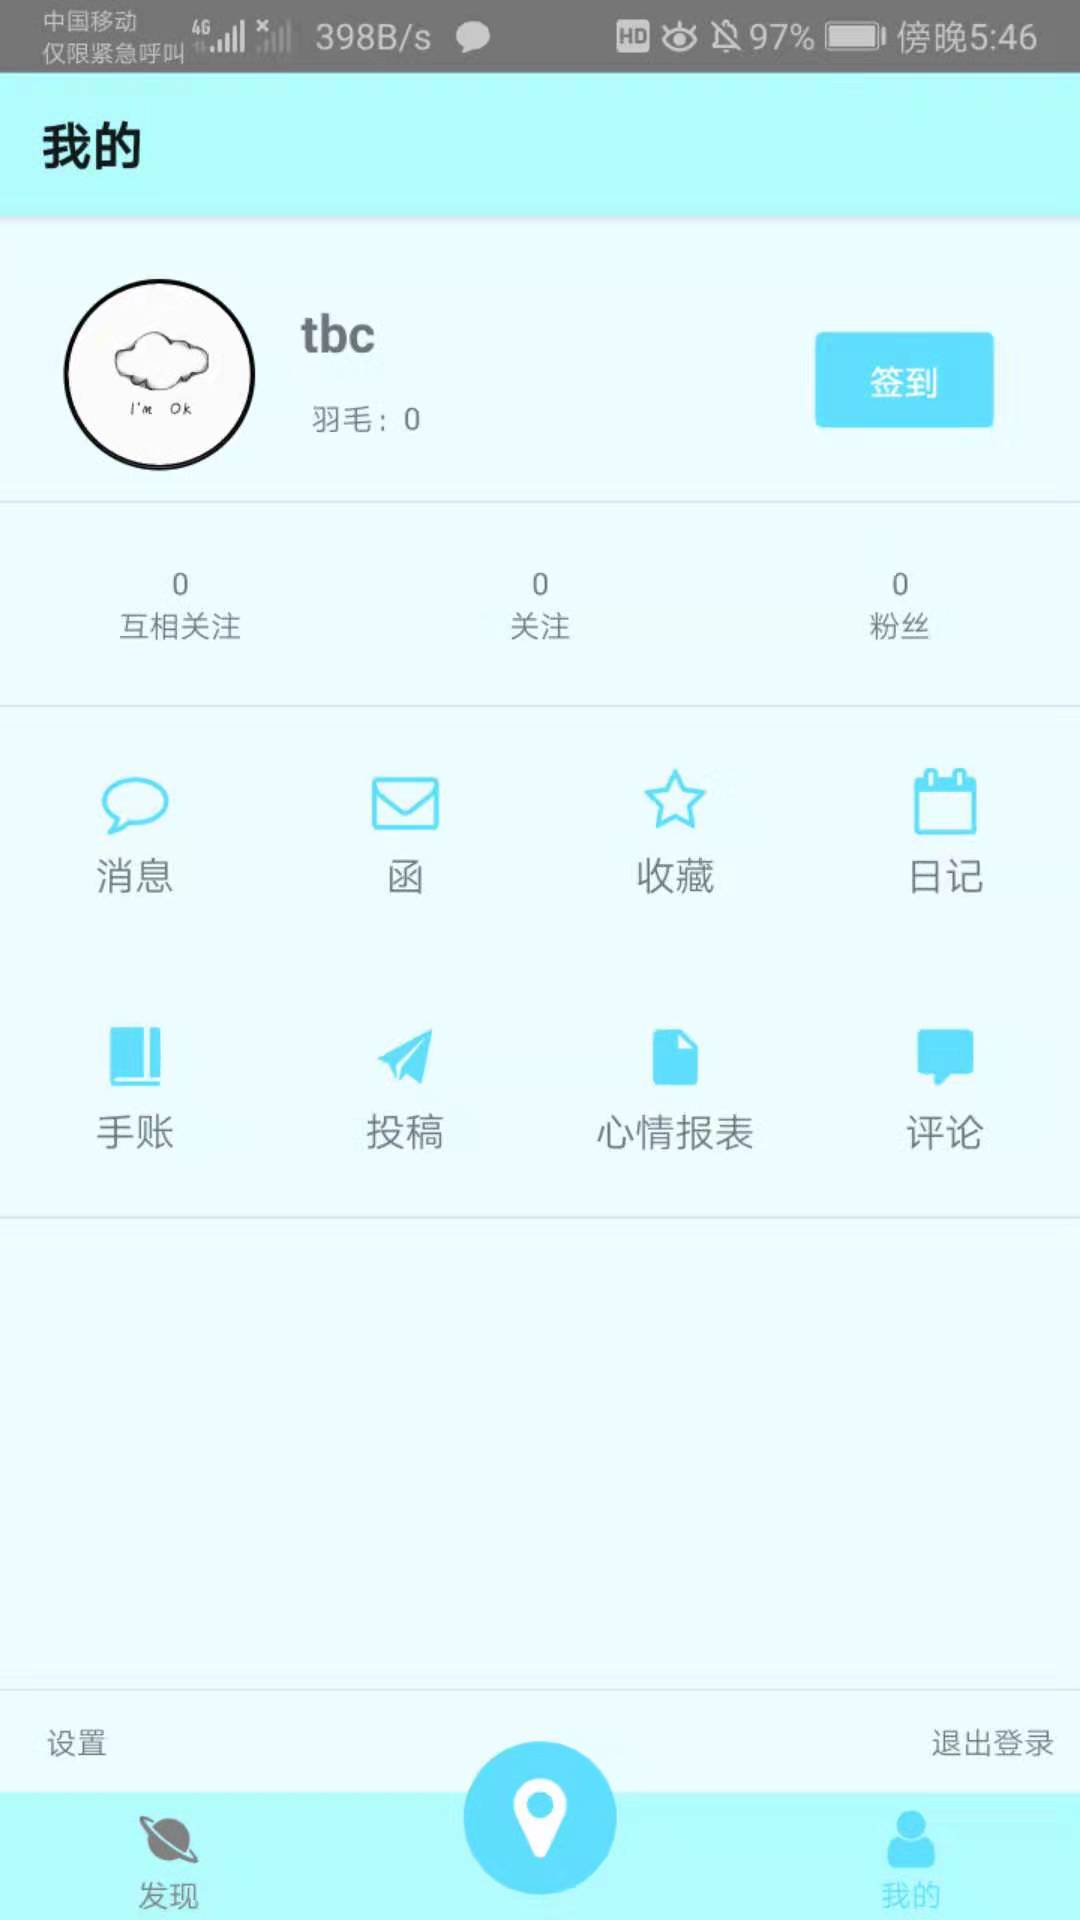 中国移动
仅限紧急呼叫 4G 398B/s HD 97% 傍晚5:46
我的
I'm Ok
tbc
羽毛：0
签到
0 0 0
互相关注 关注 粉丝
消息 函 收藏 日记
手账 投稿 心情报表 评论
设置 退出登录
发现 我的